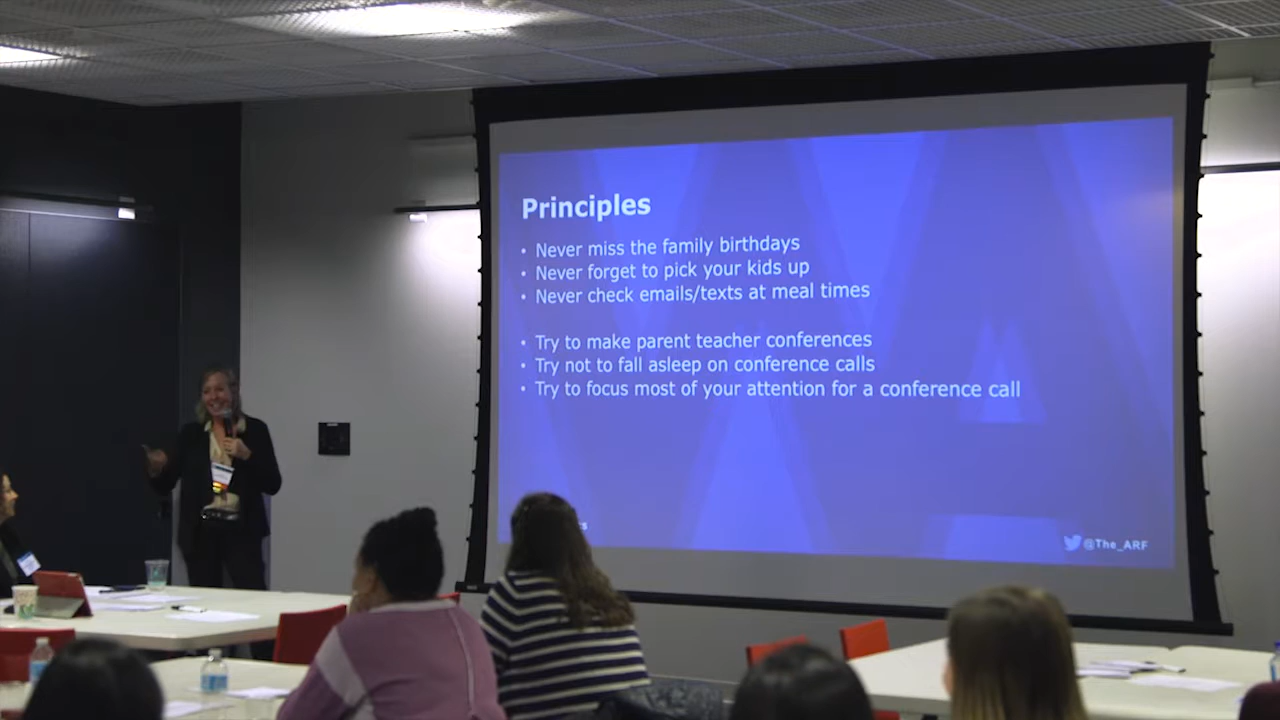 Principles
• Never miss the family birthdays
• Never forget to pick your kids up
• Never check emails/texts at meal times
• Try to make parent teacher conferences
• Try not to fall asleep on conference calls
• Try to focus most of your attention for a conference call
@The_ARF